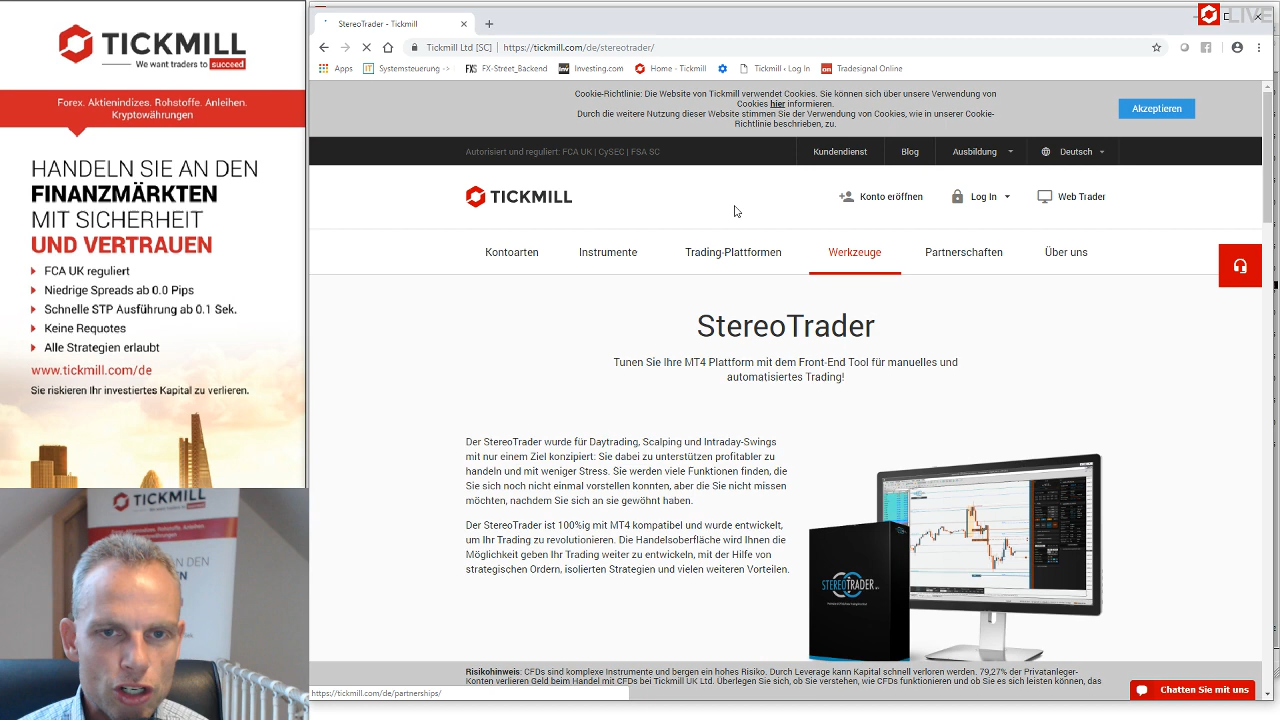 TICKMILL
We want traders to succeed
Forex. Aktienindizes. Rohstoffe. Anleihen.
Kryptowährungen
HANDELN SIE AN DEN
FINANZMÄRKTEN
MIT SICHERHEIT
UND VERTRAUEN
FCA UK reguliert
Niedrige Spreads ab 0.0 Pips
Schnelle STP Ausführung ab 0.1 Sek.
Keine Requotes
Alle Strategien erlaubt
www.tickmill.com/de
Sie riskieren Ihr investiertes Kapital zu verlieren.
TICKMILL
StereoTrader - Tickmill
LIVE
Tickmill Ltd [SC] | https://tickmill.com/de/stereotrader/
Apps
Systemsteuerung ->
FXS FX-Street_Backend
Inv Investing.com
Home - Tickmill
Tickmill • Log In
Tradesignal Online
Cookie-Richtlinie: Die Website von Tickmill verwendet Cookies. Sie können sich über unsere Verwendung von
Cookies hier informieren.
Durch die weitere Nutzung dieser Website stimmen Sie der Verwendung von Cookies, wie in unserer Cookie-
Richtlinie beschrieben, zu.
Akzeptieren
Autorisiert und reguliert: FCA UK | CySEC | FSA SC
Kundendienst
Blog
Ausbildung
Deutsch
TICKMILL
Konto eröffnen
Log In
Web Trader
Kontoarten
Instrumente
Trading-Plattformen
Werkzeuge
Partnerschaften
Über uns
StereoTrader
Tunen Sie Ihre MT4 Plattform mit dem Front-End Tool für manuelles und
automatisiertes Trading!
Der StereoTrader wurde für Daytrading, Scalping und Intraday-Swings
mit nur einem Ziel konzipiert: Sie dabei zu unterstützen profitabler zu
handeln und mit weniger Stress. Sie werden viele Funktionen finden, die
Sie sich noch nicht einmal vorstellen konnten, aber die Sie nicht missen
möchten, nachdem Sie sich an sie gewöhnt haben.
Der StereoTrader ist 100%ig mit MT4 kompatibel und wurde entwickelt
um Ihr Trading zu revolutionieren. Die Handelsoberfläche wird Ihnen die
Möglichkeit geben Ihr Trading weiter zu entwickeln, mit der Hilfe von
strategischen Ordern, isolierten Strategien und vielen weiteren Vorteilen.
STEREOTRADER
Risikohinweis: CFDs sind komplexe Instrumente und bergen ein hohes Risiko. Durch Leverage kann Kapital schnell verloren werden. 79,27% der Privatanleger-
Konten verlieren Geld beim Handel mit CFDs bei Tickmill UK Ltd. Überlegen Sie sich, ob Sie verstehen, wie CFDs funktionieren und ob Sie es sich leisten können, das
https://tickmill.com/de/partnerships/
Chatten Sie mit uns